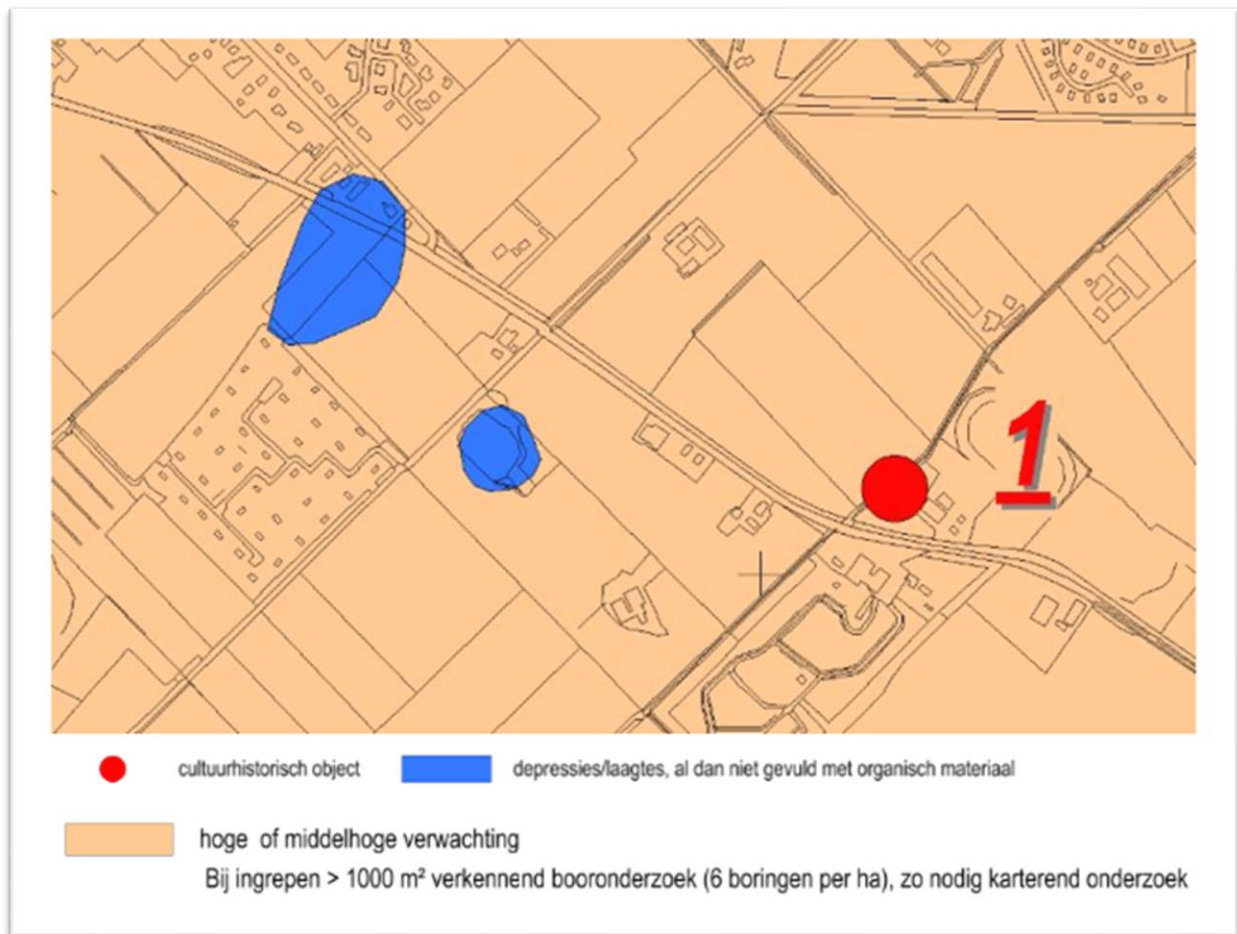 1
cultuurhistorisch object
depressies/laagtes, al dan niet gevuld met organisch materiaal
hoge of middelhoge verwachting
Bij ingrepen > 1000 m² verkennend booronderzoek (6 boringen per ha), zo nodig karterend onderzoek